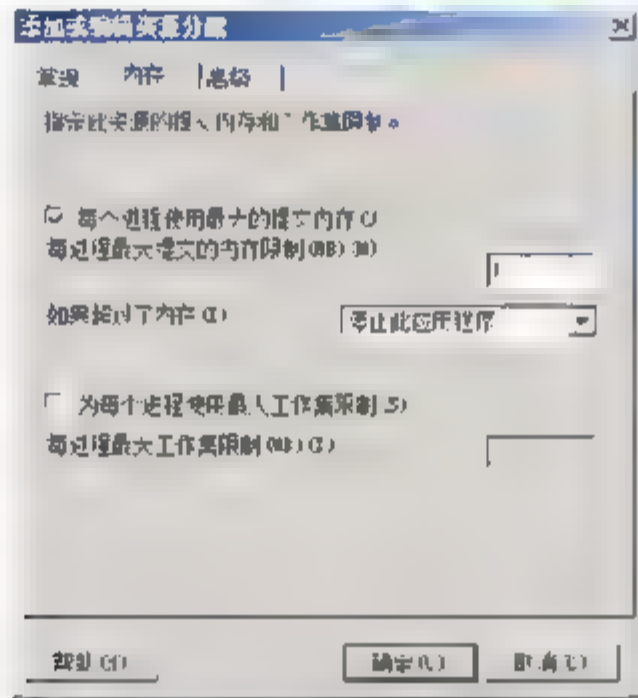 添加或编辑资源分配
常规 内存 高级
指定此资源的提交内存和工作集限制。
每个进程使用最大的提交内存
每过程最大提交的内存限制(MB)(M)
如果超过了内存(I)
停止此应用程序
为每个进程使用最大工作集限制(S)
每过程最大工作集限制(MB)
帮助(H)
确定
取消